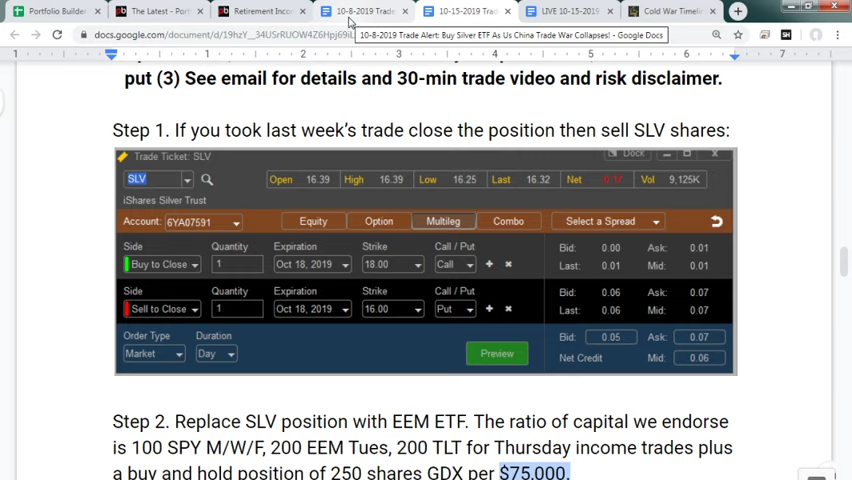 Portfolio Builder
The Latest - Port
Retirement Incom
10-8-2019 Trade
10-15-2019 Trad
LIVE 10-15-2019
Cold War Timelin
docs.google.com/document/d/19hzY__34USrRUOW4Z6Hpj69iL
10-8-2019 Trade Alert: Buy Silver ETF As Us China Trade War Collapses! - Google Docs
put (3) See email for details and 30-min trade video and risk disclaimer.
Step 1. If you took last week's trade close the position then sell SLV shares:
Trade Ticket: SLV
Dock
SLV
Open 16.39 High 16.39 Low 16.25 Last 16.32 Net Vol 9,125K
iShares Silver Trust
Account: 6YA07591 Equity Option Multileg Combo Select a Spread
Side Quantity Expiration Strike Call / Put Bid: 0.00 Ask: 0.01
Buy to Close 1 Oct 18, 2019 18.00 Call Last: 0.01 Mid: 0.01
Side Quantity Expiration Strike Call / Put Bid: 0.06 Ask: 0.07
Sell to Close 1 Oct 18, 2019 16.00 Put Last: 0.06 Mid: 0.07
Order Type Duration Bid: 0.05 Ask: 0.07
Market Day Preview Net Credit Mid: 0.06
Step 2. Replace SLV position with EEM ETF. The ratio of capital we endorse
is 100 SPY M/W/F, 200 EEM Tues, 200 TLT for Thursday income trades plus
a buy and hold position of 250 shares GDX per $75,000.